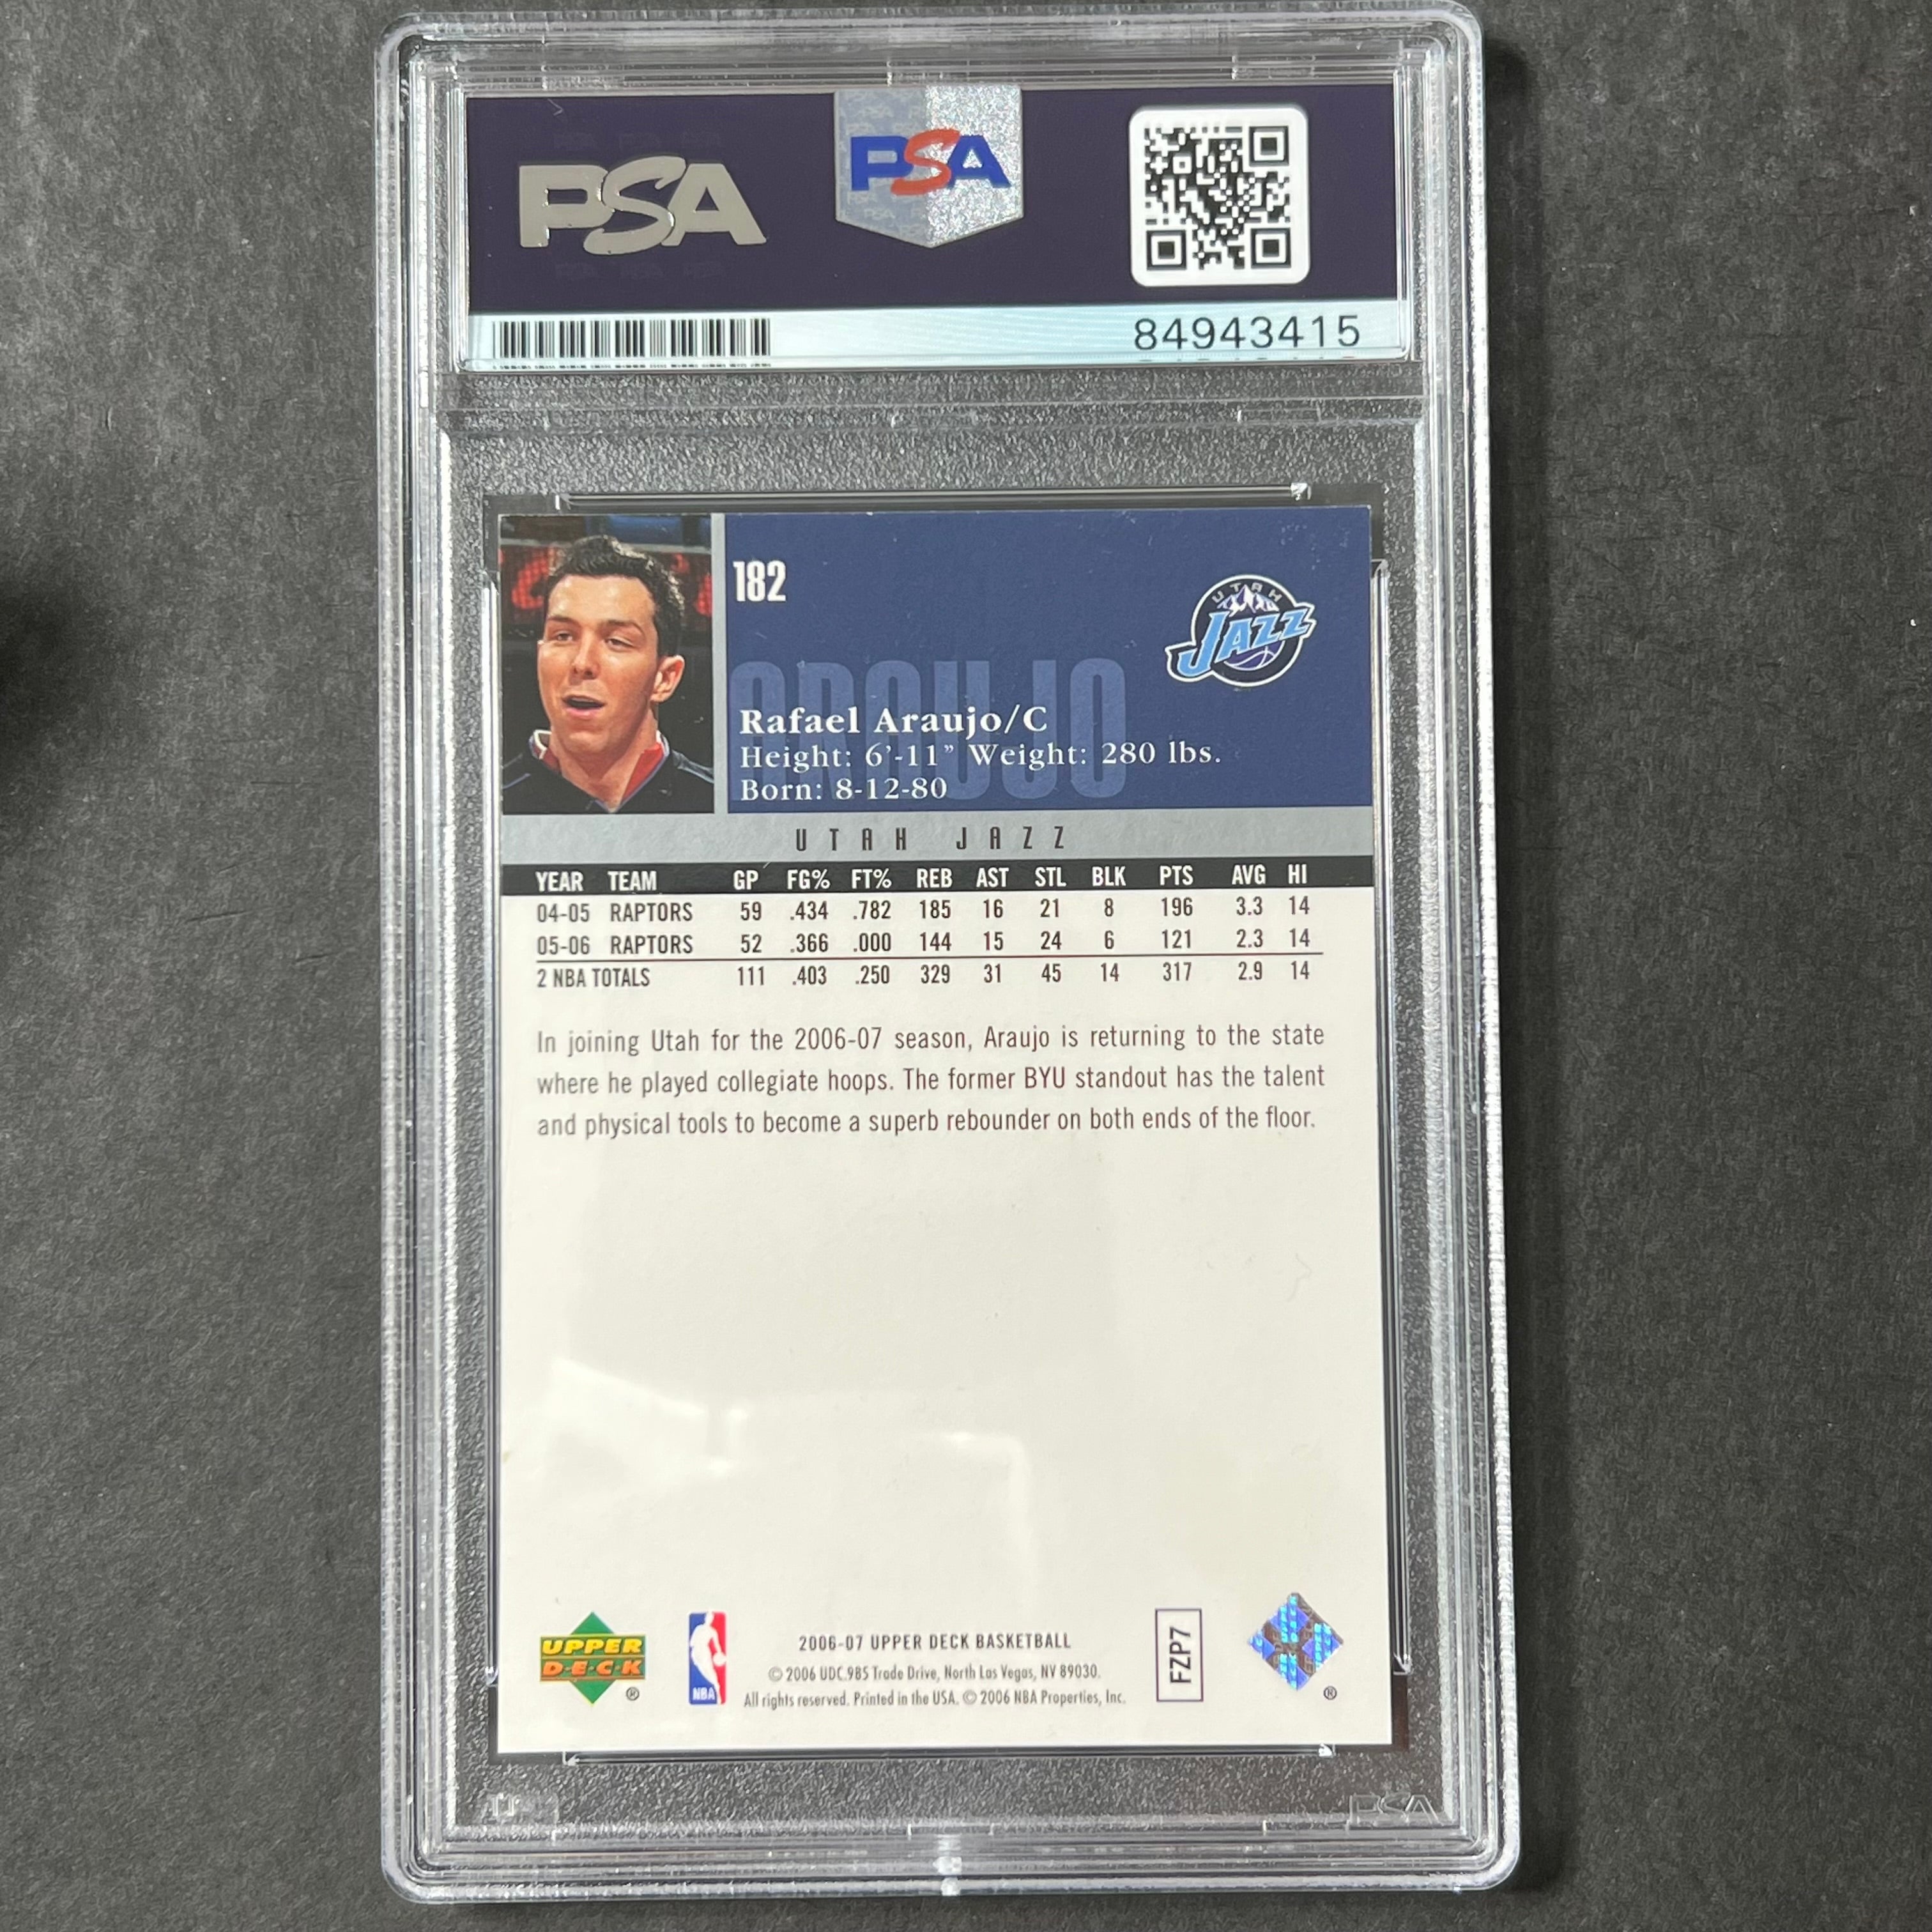 PSA
PSA
84943415
182
UTAH
JAZZ
ARAUJO
Rafael Araujo/C
Height: 6'-11" Weight: 280 lbs.
Born: 8-12-80
UTAH JAZZ
YEAR TEAM GP FG% FT% REB AST STL BLK PTS AVG HI
04-05 RAPTORS 59 .434 .782 185 16 21 8 196 3.3 14
05-06 RAPTORS 52 .366 .000 144 15 24 6 121 2.3 14
2 NBA TOTALS 111 .403 .250 329 31 45 14 317 2.9 14
In joining Utah for the 2006-07 season, Araujo is returning to the state
where he played collegiate hoops. The former BYU standout has the talent
and physical tools to become a superb rebounder on both ends of the floor.
UPPER
D·E·C·K
®
NBA
2006-07 UPPER DECK BASKETBALL
© 2006 UDC.985 Trade Drive, North Las Vegas, NV 89030.
All rights reserved. Printed in the USA. © 2006 NBA Properties, Inc.
FZP7
®
PSA